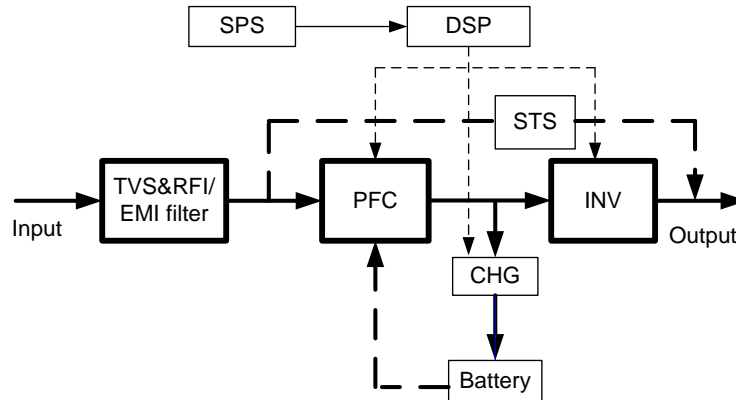 SPS
DSP
STS
TVS&RFI/
EMI filter
PFC
INV
Input
Output
CHG
Battery